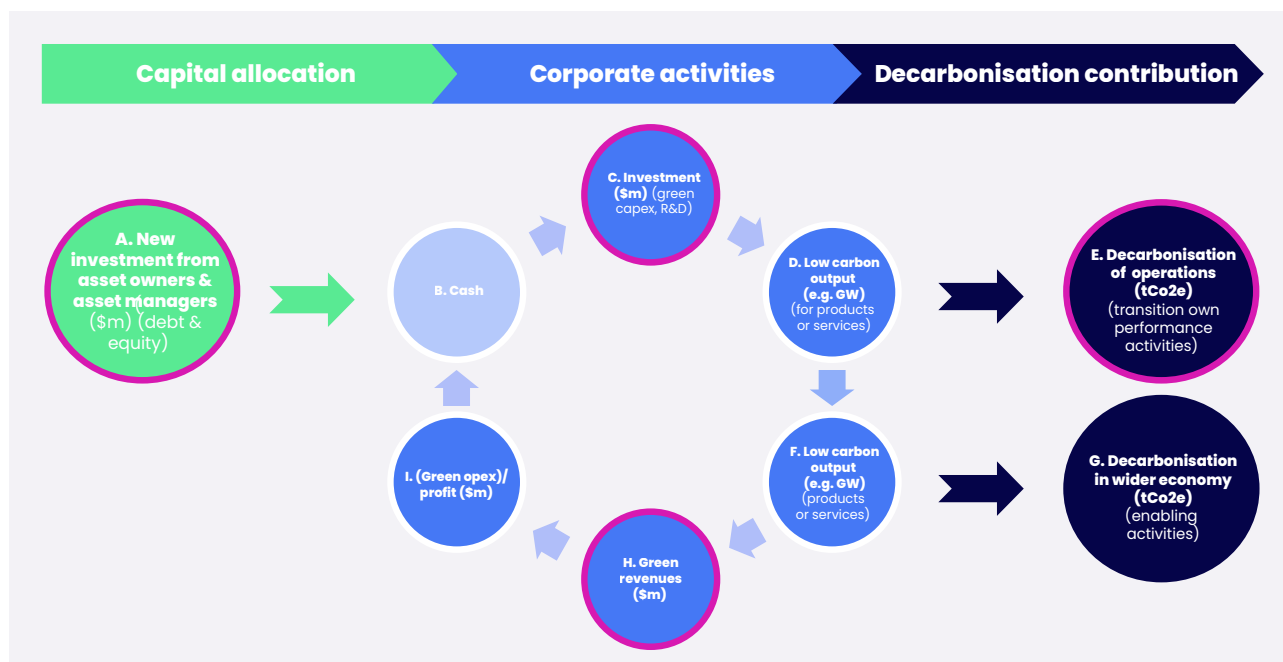 Capital allocation
Corporate activities
Decarbonisation contribution
A. New
investment from
asset owners &
asset managers
($m) (debt &
equity)
(
B. Cash
C. Investment
($m) (green
capex, R&D)
D. Low carbon
output
(e.g. GW)
(for products
or services)
E. Decarbonisation
of operations
(tCo2e)
(transition own
performance
activities)
F. Low carbon
output
(e.g. GW)
(products
or services)
G. Decarbonisation
in wider economy
(tCo2e)
(enabling
activities)
H. Green
revenues
($m)
I. (Green opex)/
profit ($m)